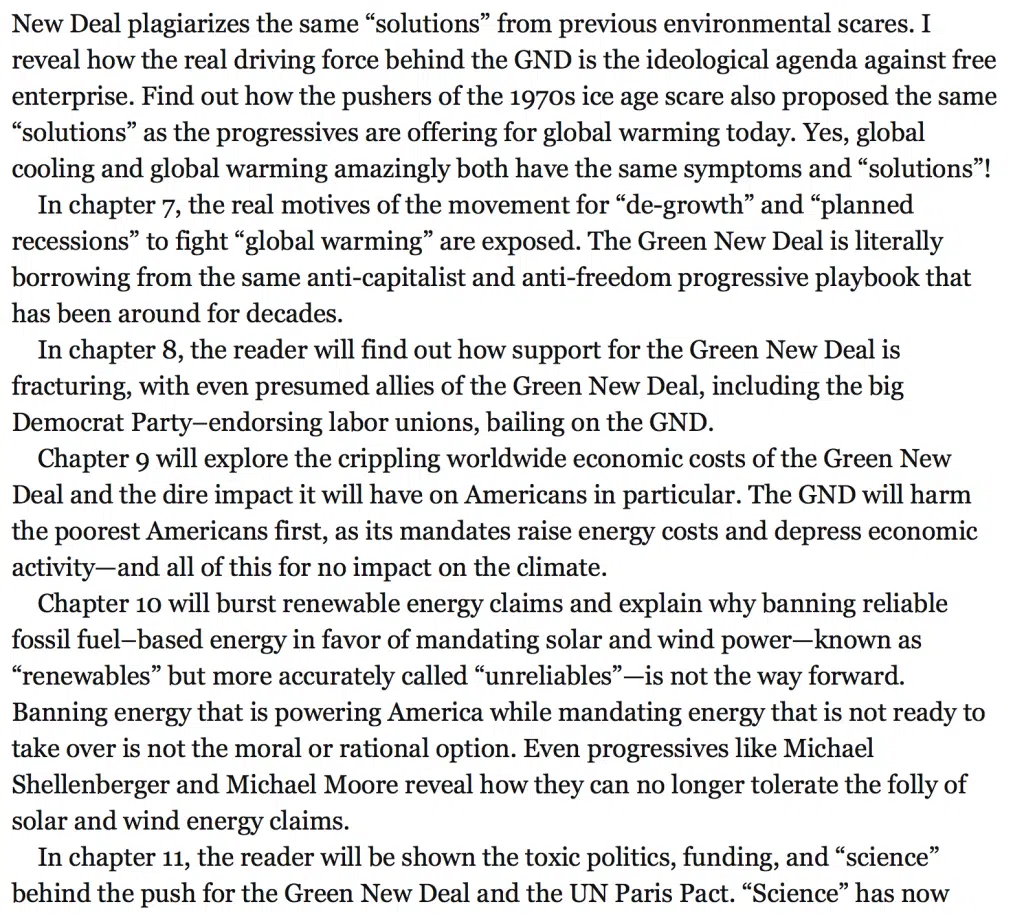 New Deal plagiarizes the same “solutions” from previous environmental scares. I
reveal how the real driving force behind the GND is the ideological agenda against free
enterprise. Find out how the pushers of the 1970s ice age scare also proposed the same
“solutions” as the progressives are offering for global warming today. Yes, global
cooling and global warming amazingly both have the same symptoms and “solutions”!
In chapter 7, the real motives of the movement for “de-growth” and “planned
recessions” to fight “global warming” are exposed. The Green New Deal is literally
borrowing from the same anti-capitalist and anti-freedom progressive playbook that
has been around for decades.
In chapter 8, the reader will find out how support for the Green New Deal is
fracturing, with even presumed allies of the Green New Deal, including the big
Democrat Party–endorsing labor unions, bailing on the GND.
Chapter 9 will explore the crippling worldwide economic costs of the Green New
Deal and the dire impact it will have on Americans in particular. The GND will harm
the poorest Americans first, as its mandates raise energy costs and depress economic
activity—and all of this for no impact on the climate.
Chapter 10 will burst renewable energy claims and explain why banning reliable
fossil fuel–based energy in favor of mandating solar and wind power—known as
“renewables” but more accurately called “unreliables”—is not the way forward.
Banning energy that is powering America while mandating energy that is not ready to
take over is not the moral or rational option. Even progressives like Michael
Shellenberger and Michael Moore reveal how they can no longer tolerate the folly of
solar and wind energy claims.
In chapter 11, the reader will be shown the toxic politics, funding, and “science”
behind the push for the Green New Deal and the UN Paris Pact. “Science” has now